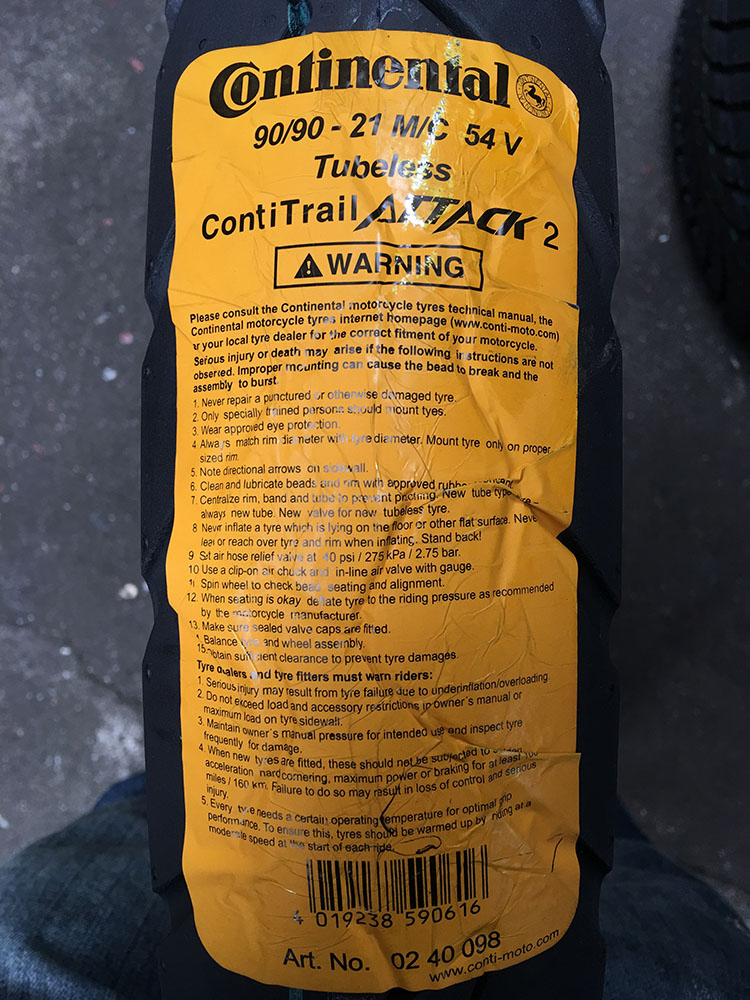 Continental
90/90 - 21 M/C 54 V
Tubeless
ContiTrail ATTACK 2
WARNING
Please consult the Continental motorcycle tyres technical manual, the
Continental motorcycle tyres internet homepage (www.conti-moto.com)
or your local tyre dealer for the correct fitment of your motorcycle.
Serious injury or death may arise if the following instructions are not
observed. Improper mounting can cause the bead to break and the
assembly to burst.
1. Never repair a punctured or otherwise damaged tyre.
2. Only specially trained persons should mount tyes.
3. Wear approved eye protection.
4 Always match rim diameter with tyre diameter. Mount tyre only on proper
sized rim.
5. Note directional arrows on sidewall.
6. Clean and lubricate beads and rim with approved
7. Centralize rim, band and tube to prevent pinching. New tube type
always new tube. New valve for new tubeless tyre.
8 Never inflate a tyre which is lying on the floor or other flat surface. Never
lean or reach over tyre and rim when inflating. Stand back!
9 Set air hose relief valve at 40 psi / 275 kPa / 2.75 bar.
10 Use a clip-on air chuck and in-line air valve with gauge.
11 Spin wheel to check bead seating and alignment.
12. When seating is okay deflate tyre to the riding pressure as recommended
by the motorcycle manufacturer.
13. Make sure sealed valve caps are fitted.
Balance tyre and wheel assembly.
15. Obtain sufficient clearance to prevent tyre damages.
Tyre dealers and tyre fitters must warn riders:
1. Serious injury may result from tyre failure due to underinflation/overloading.
2. Do not exceed load and accessory restrictions in owner's manual or
maximum load on tyre sidewall.
3. Maintain owner's manual pressure for intended use and inspect tyre
frequently for damage.
4. When new tyres are fitted, these should not be subjected to
acceleration hard cornering, maximum power or braking for at least 100
miles / 160 km. Failure to do so may result in loss of control and serious
injury.
5. Every tyre needs a certain operating temperature for optimal grip
performance. To ensure this, tyres should be warmed up by riding at a
moderate speed at the start of each ride.
4 019238 590616
Art. No. 02 40 098
www.conti-moto.com